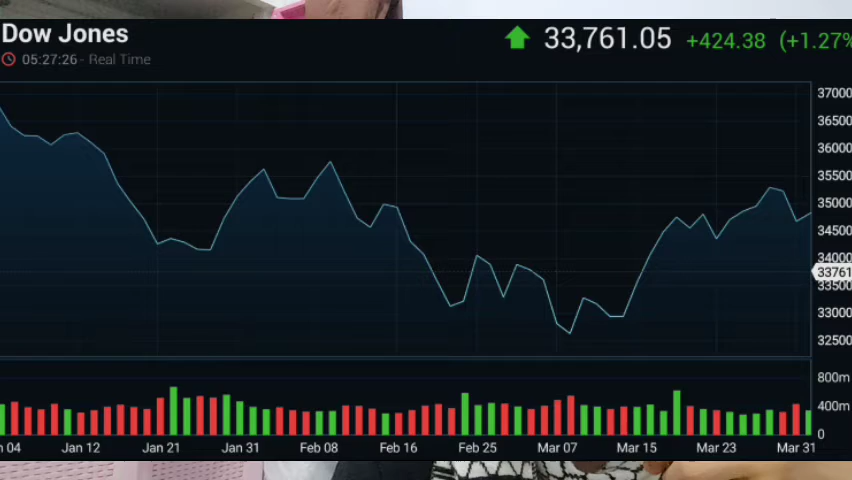 Dow Jones
33,761.05 +424.38 (+1.27%
05:27:26 - Real Time
37000
36500
36000
35500
35000
34500
34000
33761
33500
33000
32500
800m
400m
0
n 04 Jan 12 Jan 21 Jan 31 Feb 08 Feb 16 Feb 25 Mar 07 Mar 15 Mar 23 Mar 31